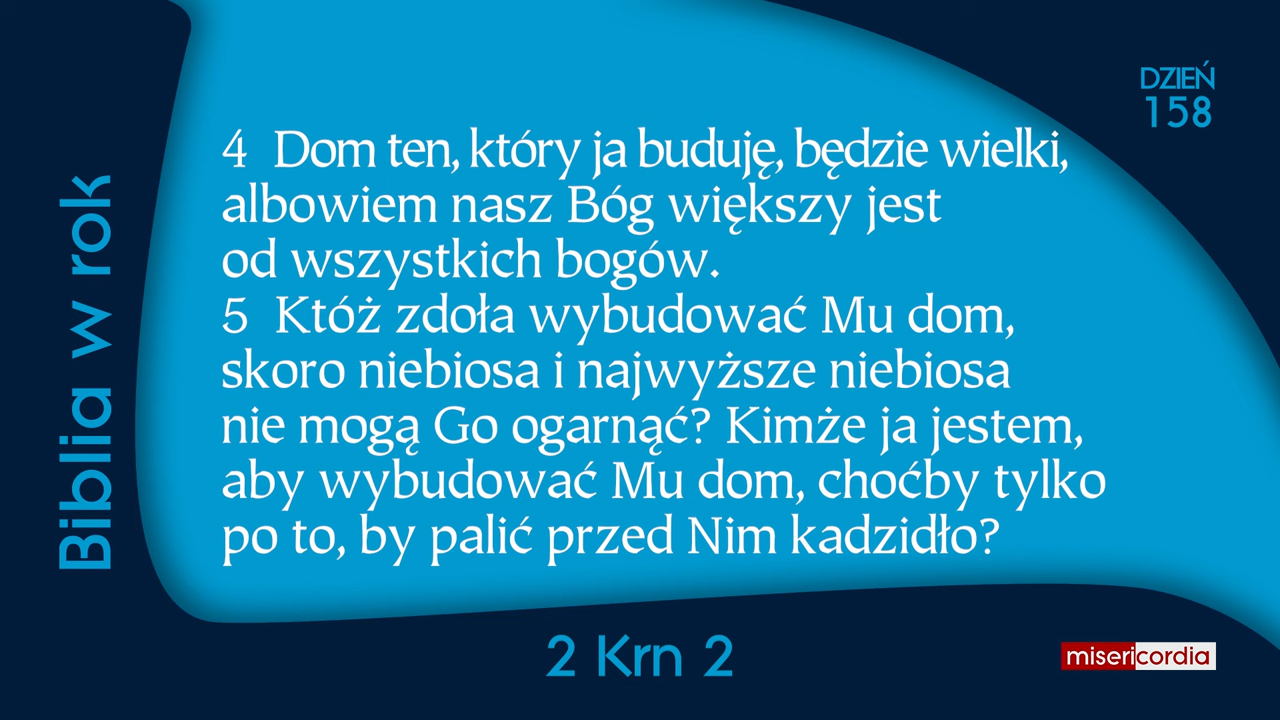 DZIEŃ
158
Biblia w rok
4 Dom ten, który ja buduję, będzie wielki,
albowiem nasz Bóg większy jest
od wszystkich bogów.
5 Któż zdoła wybudować Mu dom,
skoro niebiosa i najwyższe niebiosa
nie mogą Go ogarnąć? Kimże ja jestem,
aby wybudować Mu dom, choćby tylko
po to, by palić przed Nim kadzidło?
2 Krn 2
misericordia